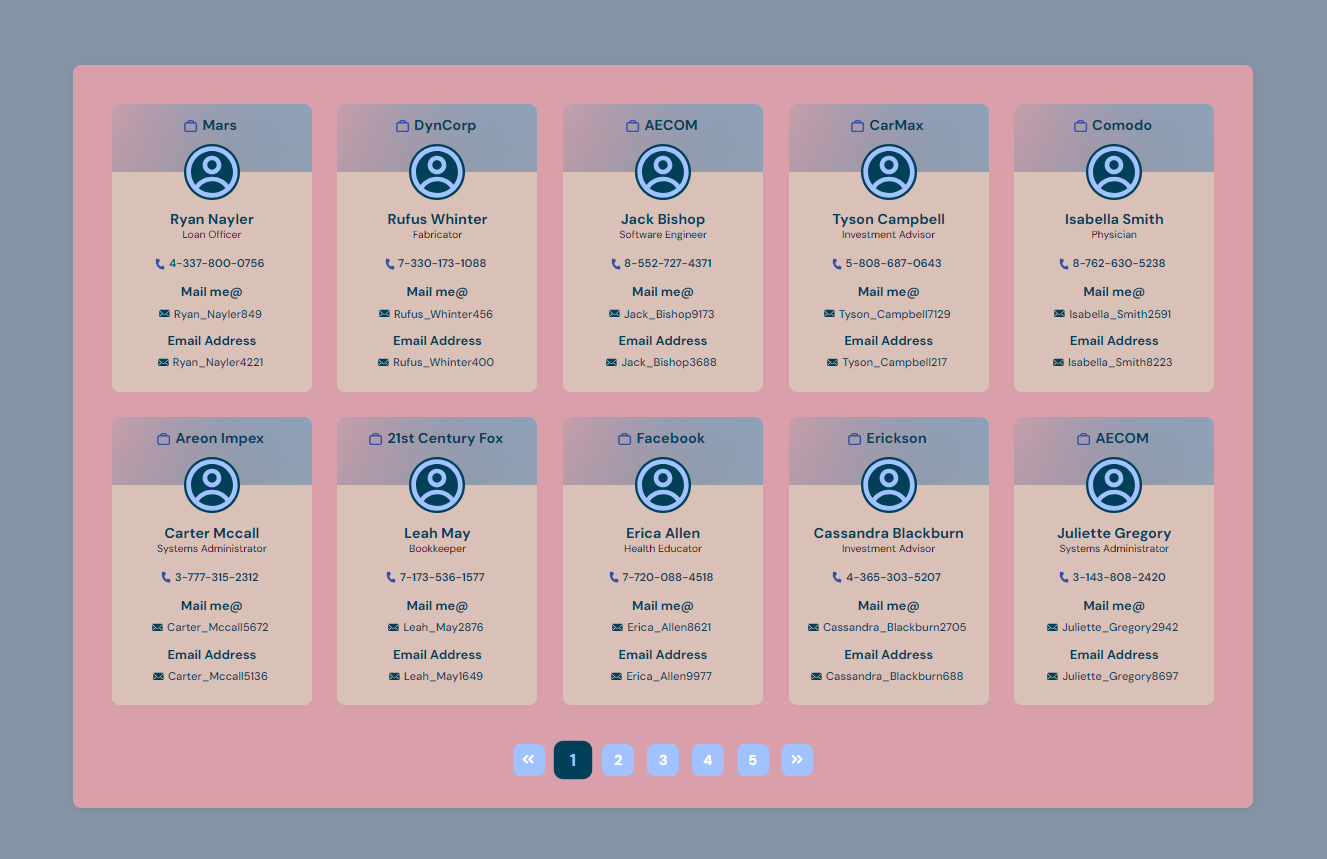 Mars
Ryan Nayler
Loan Officer
4-337-800-0756
Mail me@
Ryan_Nayler849
Email Address
Ryan_Nayler4221
DynCorp
Rufus Whinter
Fabricator
7-330-173-1088
Mail me@
Rufus_Whinter456
Email Address
Rufus_Whinter400
AECOM
Jack Bishop
Software Engineer
8-552-727-4371
Mail me@
Jack_Bishop9173
Email Address
Jack_Bishop3688
CarMax
Tyson Campbell
Investment Advisor
5-808-687-0643
Mail me@
Tyson_Campbell7129
Email Address
Tyson_Campbell217
Comodo
Isabella Smith
Physician
8-762-630-5238
Mail me@
Isabella_Smith2591
Email Address
Isabella_Smith8223
Areon Impex
Carter Mccall
Systems Administrator
3-777-315-2312
Mail me@
Carter_Mccall5672
Email Address
Carter_Mccall5136
21st Century Fox
Leah May
Bookkeeper
7-173-536-1577
Mail me@
Leah_May2876
Email Address
Leah_May1649
Facebook
Erica Allen
Health Educator
7-720-088-4518
Mail me@
Erica_Allen8621
Email Address
Erica_Allen9977
Erickson
Cassandra Blackburn
Investment Advisor
4-365-303-5207
Mail me@
Cassandra_Blackburn2705
Email Address
Cassandra_Blackburn688
AECOM
Juliette Gregory
Systems Administrator
3-143-808-2420
Mail me@
Juliette_Gregory2942
Email Address
Juliette_Gregory8697
« 1 2 3 4 5 »